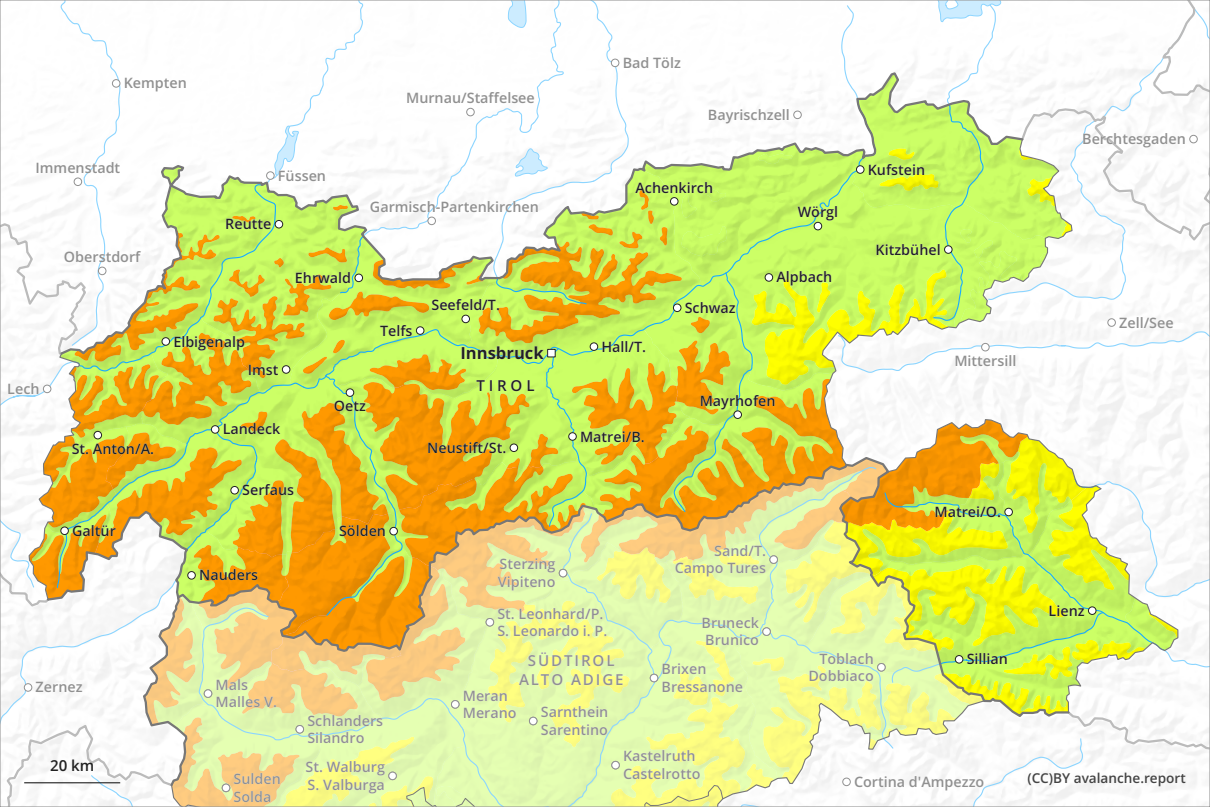 Kempten
Bad Tölz
Murnau/Staffelsee
Bayrischzell
Berchtesgaden
Immenstadt
Füssen
Kufstein
Achenkirch
Garmisch-Partenkirchen
Wörgl
Reutte
Oberstdorf
Kitzbühel
Ehrwald
Alpbach
Seefeld/T.
Schwaz
Zell/See
Telfs
Elbigenalp
Innsbruck
Hall/T.
Mittersill
Imst
TIROL
Lech
Oetz
Mayrhofen
Landeck
St. Anton/A.
Neustift/St.
Matrei/B.
Serfaus
Matrei/O.
Galtür
Sölden
Sand/T.
Campo Tures
Sterzing
Vipiteno
Nauders
St. Leonhard/P.
S. Leonardo i. P.
Lienz
Bruneck
Brunico
SÜDTIROL
ALTO ADIGE
Toblach
Dobbiaco
Sillian
Brixen
Bressanone
Zernez
Mals
Malles V.
Meran
Merano
Sarnthein
Sarentino
Schlanders
Silandro
Kastelruth
Castelrotto
St. Walburg
S. Valburga
20 km
Sulden
Solda
Cortina d'Ampezzo
(CC)BY avalanche.report